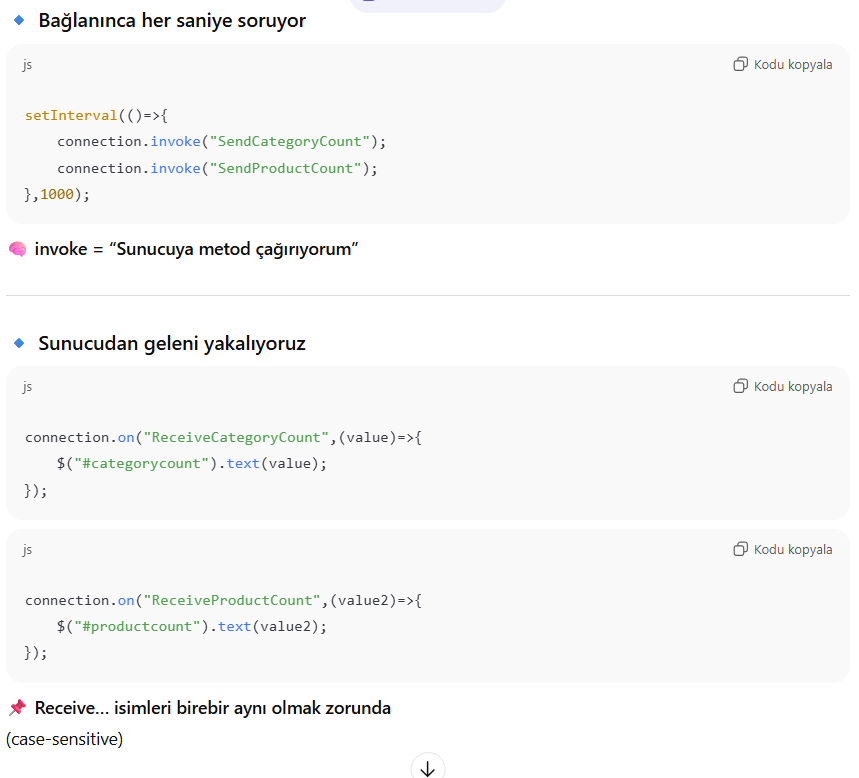 Bağlanınca her saniye soruyor
js
Kodu kopyala
setInterval(()=>{
    connection.invoke("SendCategoryCount");
    connection.invoke("SendProductCount");
},1000);
invoke = “Sunucuya metod çağırıyorum”
Sunucudan geleni yakalıyoruz
js
Kodu kopyala
connection.on("ReceiveCategoryCount",(value)=>{
    $("#categorycount").text(value);
});
js
Kodu kopyala
connection.on("ReceiveProductCount",(value2)=>{
    $("#productcount").text(value2);
});
Receive… isimleri birebir aynı olmak zorunda
(case-sensitive)